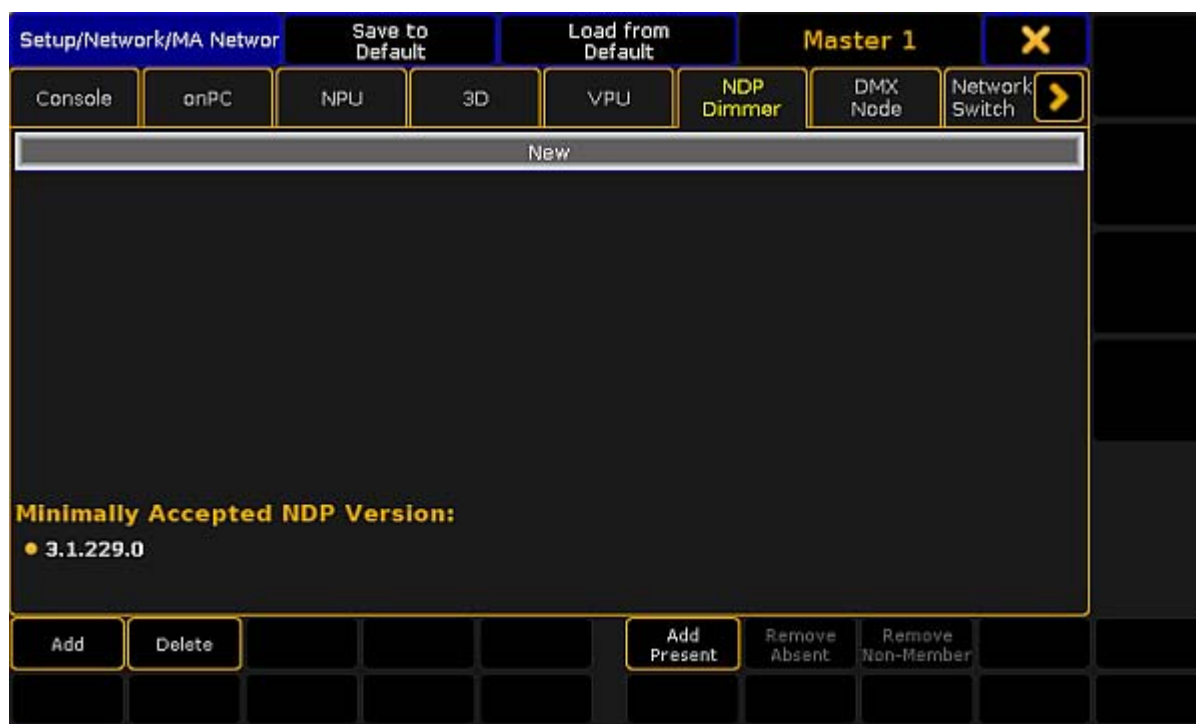 Setup/Network/MA Networ
Save to
Default
Load from
Default
Master 1
Console
onPC
NPU
3D
VPU
NDP
Dimmer
DMX
Node
Network
Switch
New
Minimally Accepted NDP Version:
3.1.229.0
Add
Delete
Add
Present
Remove
Absent
Remove
Non-Member